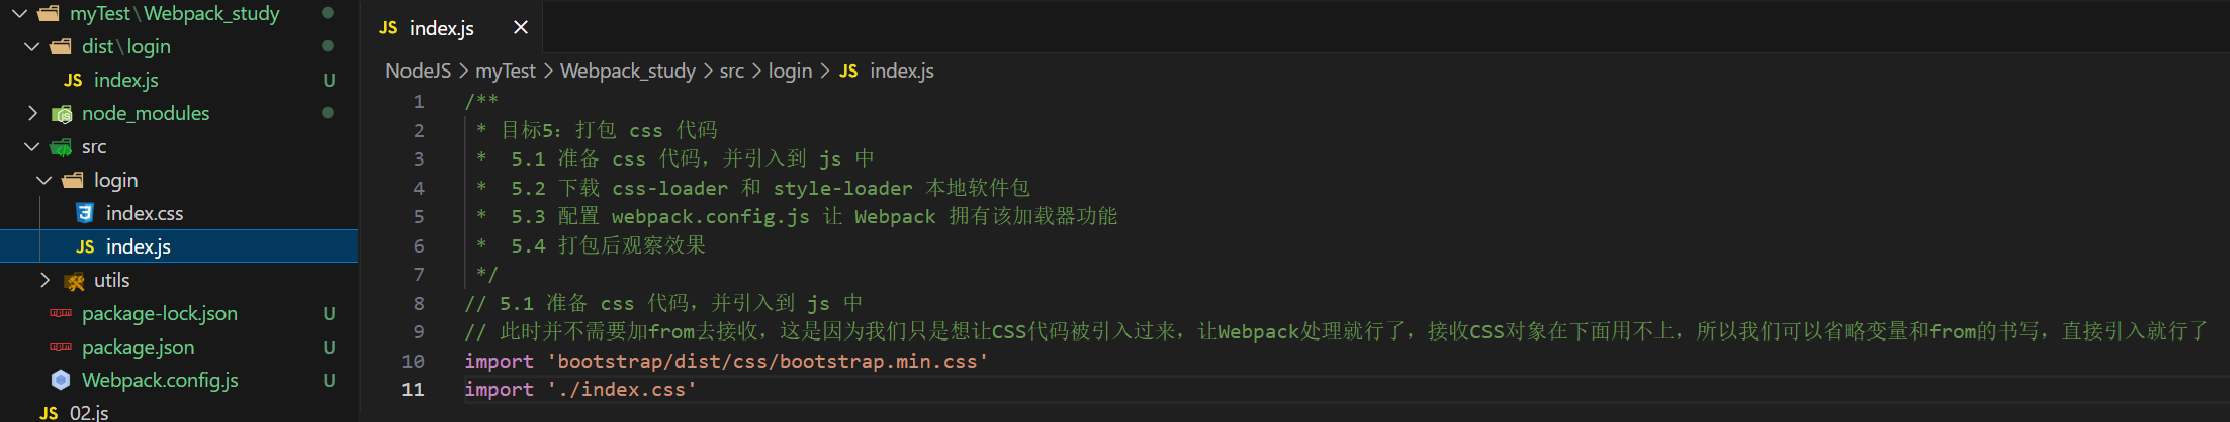 myTest\Webpack_study
dist\login
JS index.js U
node_modules
src
login
index.css
JS index.js
utils
package-lock.json U
package.json U
Webpack.config.js U
JS 02.js
JS index.js ×
NodeJS > myTest > Webpack_study > src > login > JS index.js
1 /**
2 * 目标5：打包 css 代码
3 * 5.1 准备 css 代码，并引入到 js 中
4 * 5.2 下载 css-loader 和 style-loader 本地软件包
5 * 5.3 配置 webpack.config.js 让 Webpack 拥有该加载器功能
6 * 5.4 打包后观察效果
7 */
8 // 5.1 准备 css 代码，并引入到 js 中
9 // 此时并不需要加from去接收，这是因为我们只是想让CSS代码被引入过来，让Webpack处理就行了，接收CSS对象在下面用不上，所以我们可以省略变量和from的书写，直接引入就行了
10 import 'bootstrap/dist/css/bootstrap.min.css'
11 import './index.css'